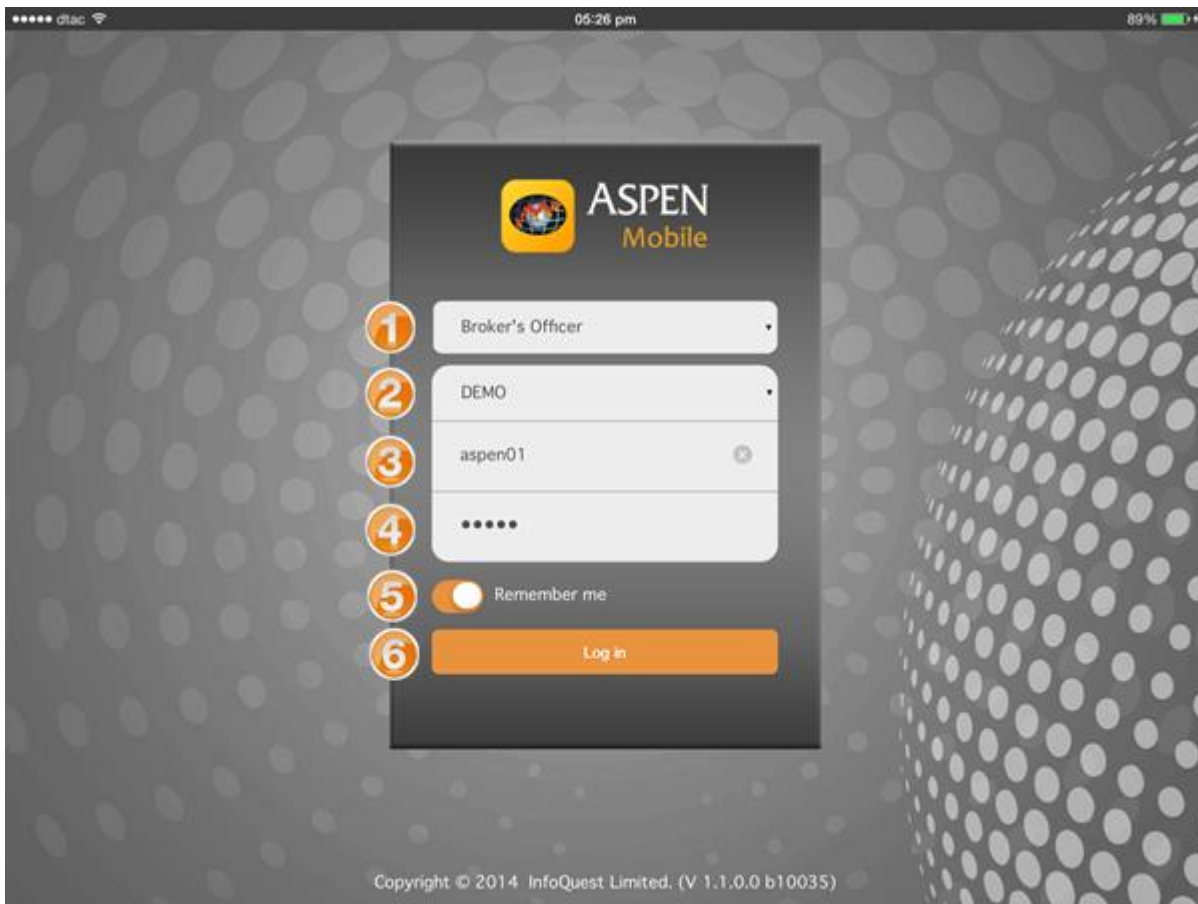 dtac 05:26 pm 89%
ASPEN
Mobile
1 Broker's Officer
2 DEMO
3 aspen01
4 •••••
5 Remember me
6 Log in
Copyright © 2014 InfoQuest Limited. (V 1.1.0.0 b10035)